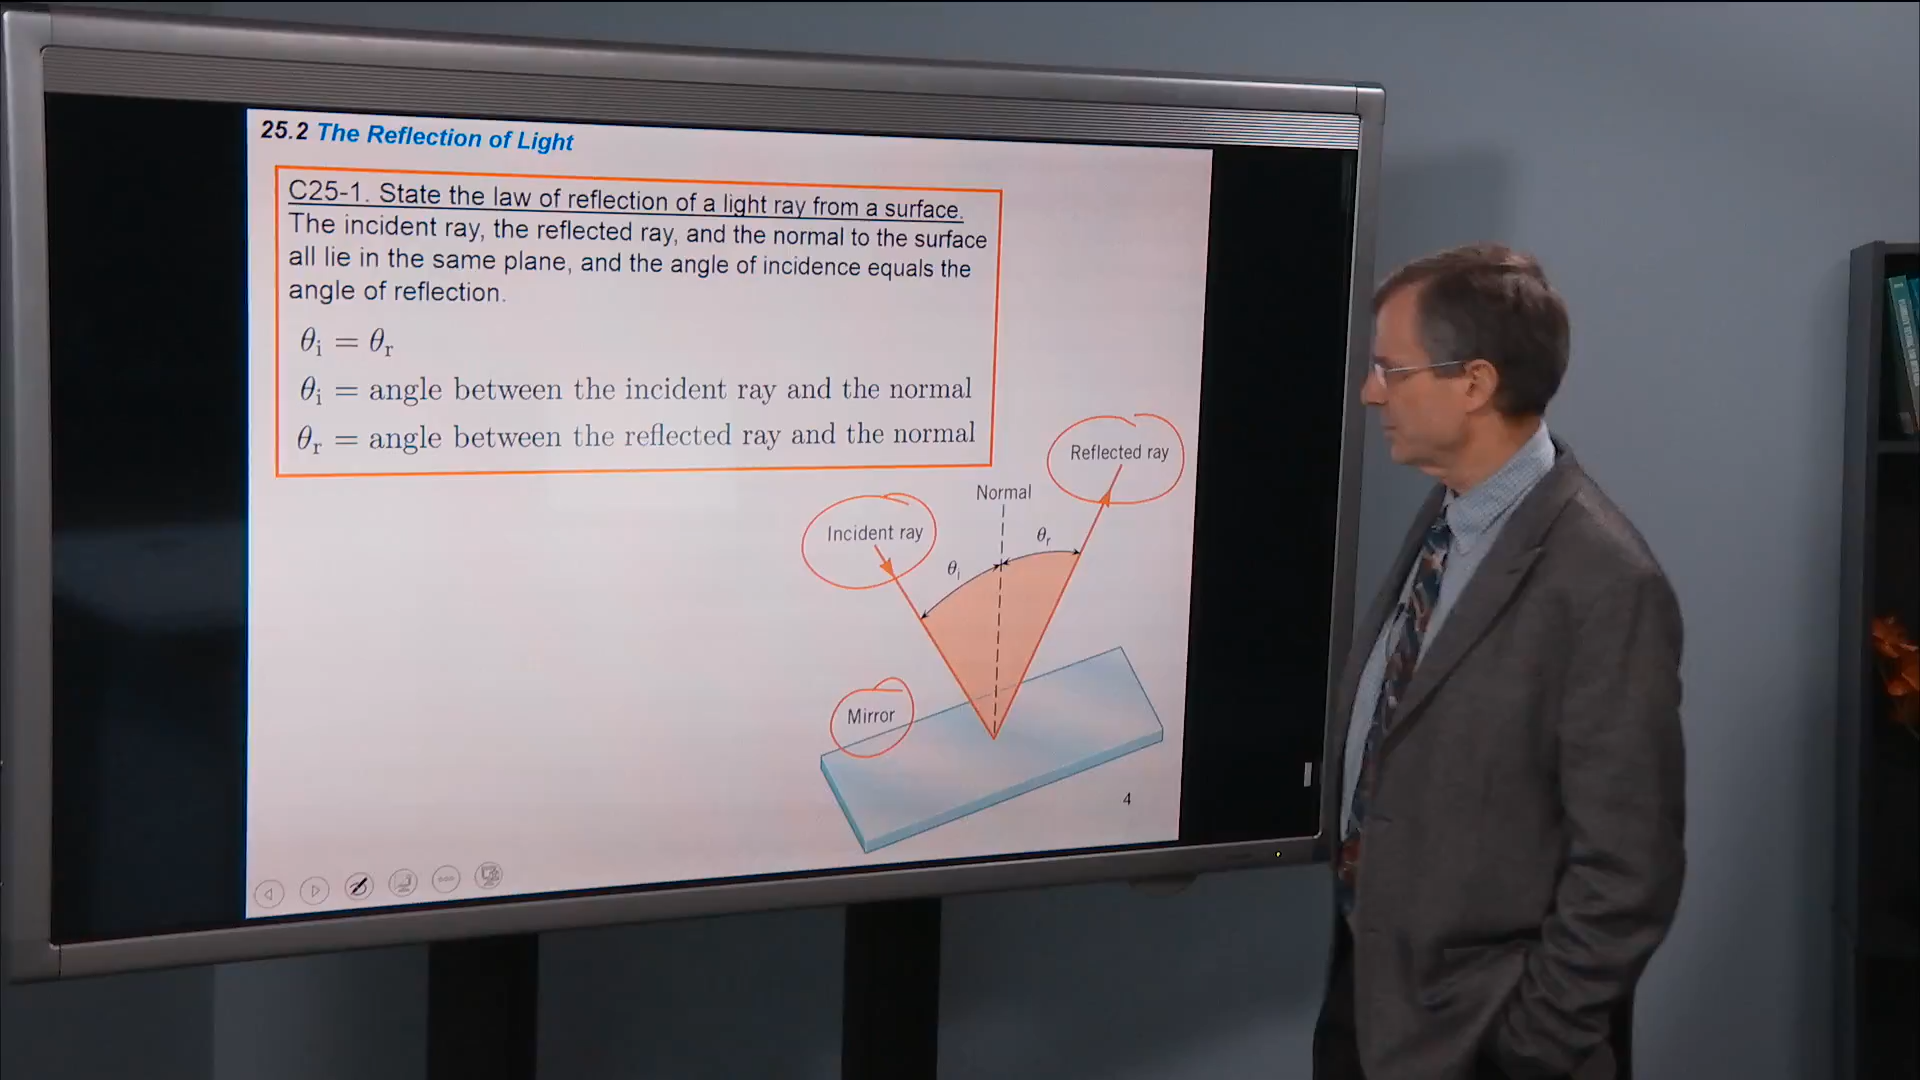 25.2 The Reflection of Light
C25-1. State the law of reflection of a light ray from a surface.
The incident ray, the reflected ray, and the normal to the surface
all lie in the same plane, and the angle of incidence equals the
angle of reflection.
θi = θr
θi = angle between the incident ray and the normal
θr = angle between the reflected ray and the normal
Reflected ray
Normal
Incident ray
θr
θi
Mirror
4